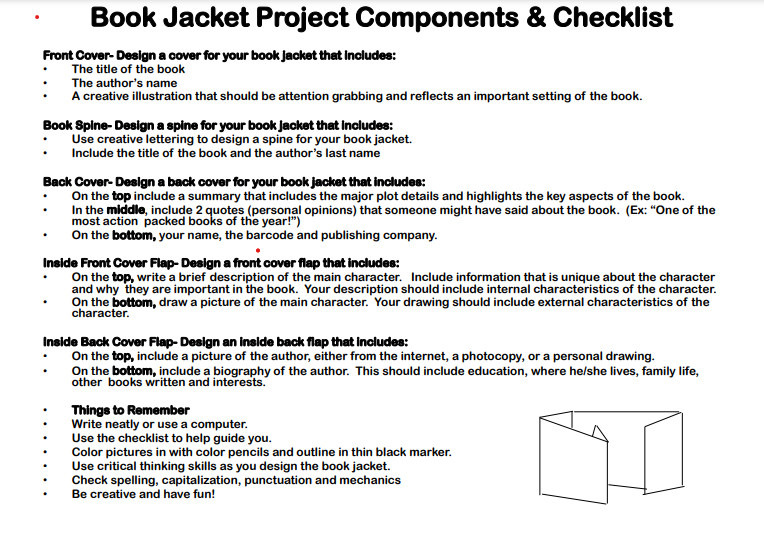 Book Jacket Project Components & Checklist
Front Cover- Design a cover for your book jacket that includes:
• The title of the book
• The author's name
• A creative illustration that should be attention grabbing and reflects an important setting of the book.
Book Spine- Design a spine for your book jacket that includes:
• Use creative lettering to design a spine for your book jacket.
• Include the title of the book and the author's last name
Back Cover- Design a back cover for your book jacket that includes:
• On the top include a summary that includes the major plot details and highlights the key aspects of the book.
• In the middle, include 2 quotes (personal opinions) that someone might have said about the book. (Ex: "One of the
most action packed books of the year!")
• On the bottom, your name, the barcode and publishing company.
Inside Front Cover Flap- Design a front cover flap that includes:
• On the top, write a brief description of the main character. Include information that is unique about the character
and why they are important in the book. Your description should include internal characteristics of the character.
• On the bottom, draw a picture of the main character. Your drawing should include external characteristics of the
character.
Inside Back Cover Flap- Design an inside back flap that includes:
• On the top, include a picture of the author, either from the internet, a photocopy, or a personal drawing.
• On the bottom, include a biography of the author. This should include education, where he/she lives, family life,
other books written and interests.
• Things to Remember
• Write neatly or use a computer.
• Use the checklist to help guide you.
• Color pictures in with color pencils and outline in thin black marker.
• Use critical thinking skills as you design the book jacket.
• Check spelling, capitalization, punctuation and mechanics
• Be creative and have fun!